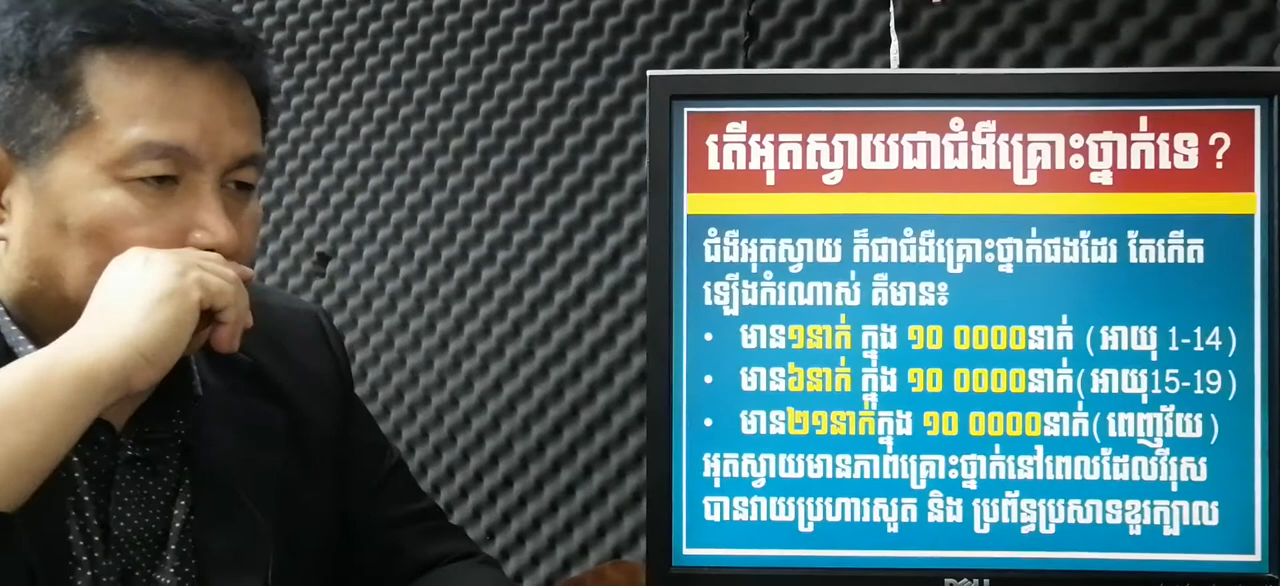 តើអុតស្វាយជាជំងឺគ្រោះថ្នាក់ទេ ?
ជំងឺអុតស្វាយ ក៏ជាជំងឺគ្រោះថ្នាក់ផងដែរ តែកើត
ឡើងកំរណាស់ គឺមាន៖
• មាន១នាក់ ក្នុង ១០ ០០០០នាក់ ( អាយុ 1-14 )
• មាន៦នាក់ ក្នុង ១០ ០០០០នាក់( អាយុ15-19 )
• មាន២១នាក់ក្នុង ១០ ០០០០នាក់( ពេញវ័យ )
អុតស្វាយមានភាពគ្រោះថ្នាក់នៅពេលដែលវីរុស
បានវាយប្រហារសួត និង ប្រព័ន្ធប្រសាទខួរក្បាល
DELL